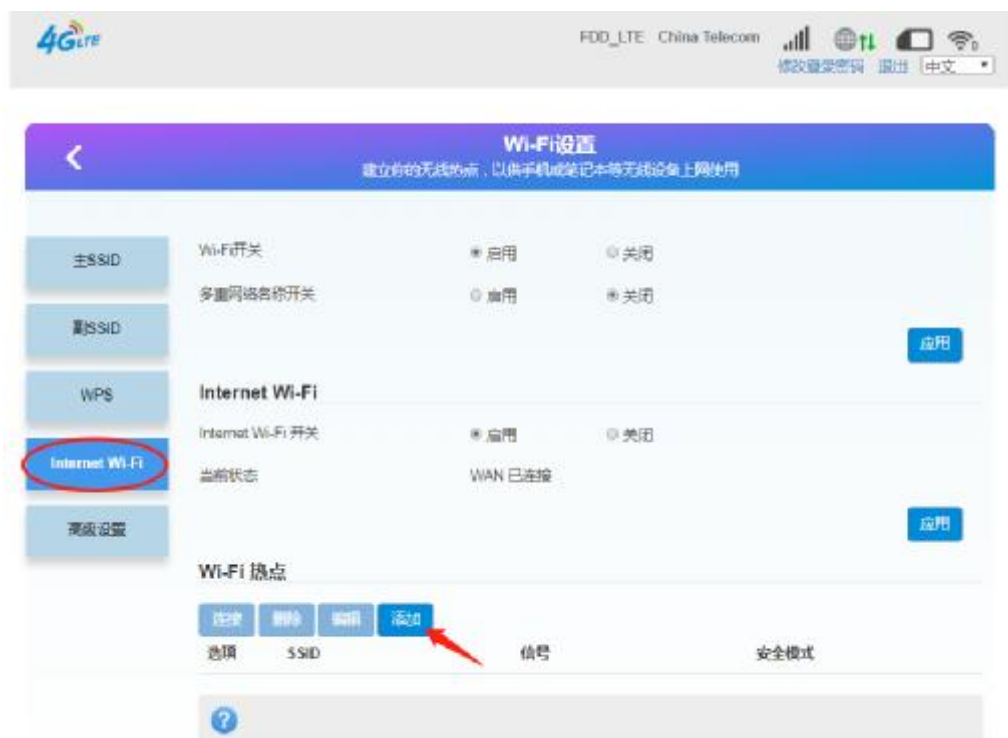 4G LTE
FDD_LTE China Telecom
修改登录密码 退出 中文
Wi-Fi设置
建立你的无线热点，以供手机或笔记本等无线设备上网使用
主SSID
副SSID
WPS
Internet Wi-Fi
高级设置
Wi-Fi开关 启用 关闭
多重网络名称开关 启用 关闭
应用
Internet Wi-Fi
Internet Wi-Fi 开关 启用 关闭
当前状态 WAN 已连接
应用
Wi-Fi 热点
连接 删除 编辑 添加
选项 SSID 信号 安全模式